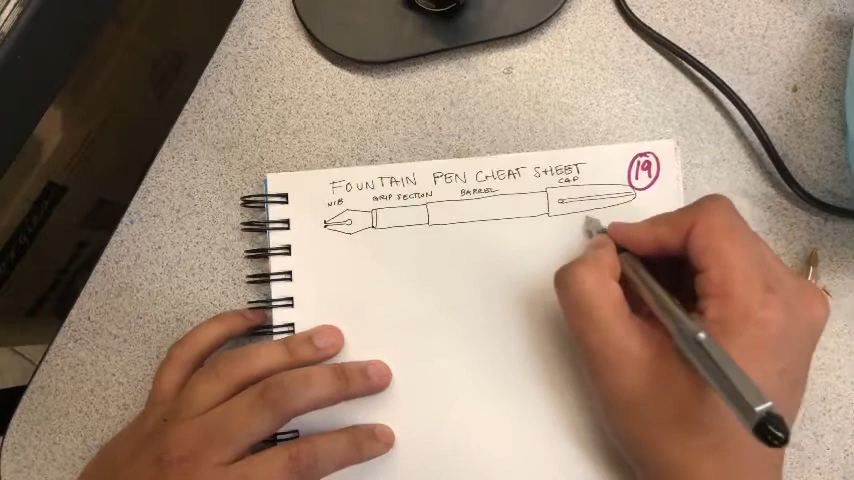 FOUNTAIN PEN CHEAT SHEET
19
NIB GRIP SECTION BARREL CAP